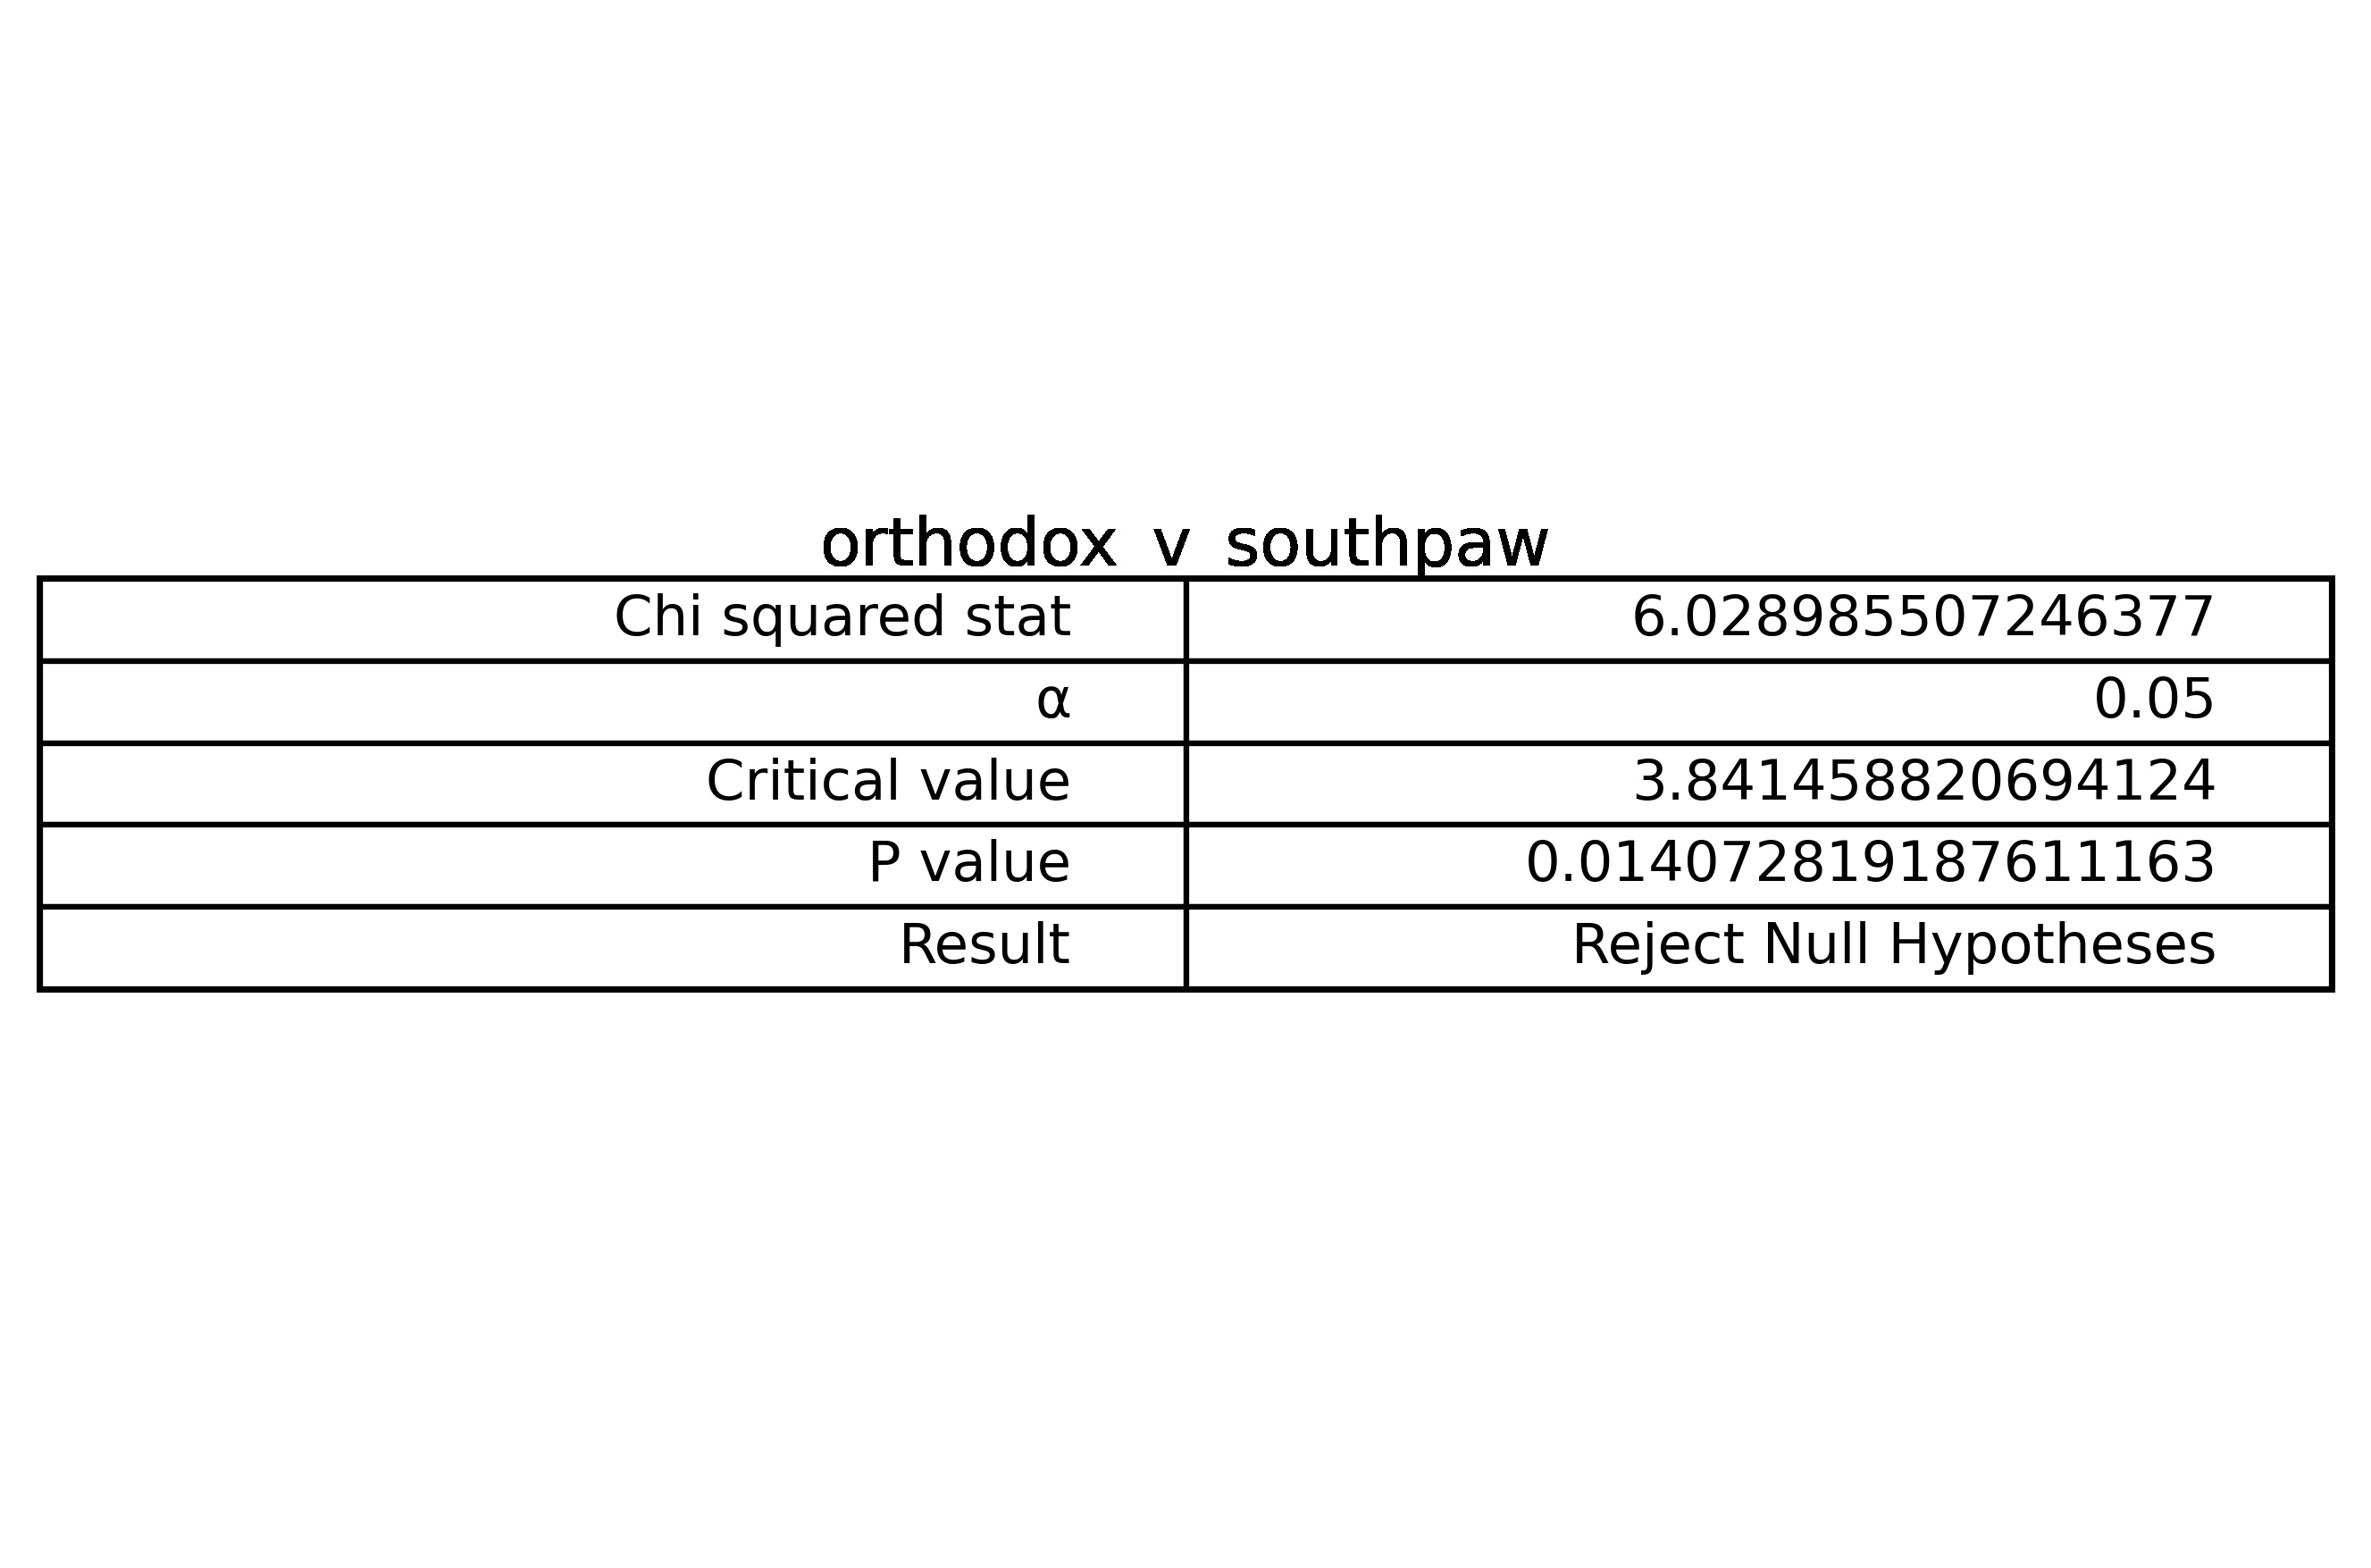 orthodox v southpaw
Chi squared stat 6.028985507246377
α 0.05
Critical value 3.841458820694124
P value 0.014072819187611163
Result Reject Null Hypotheses